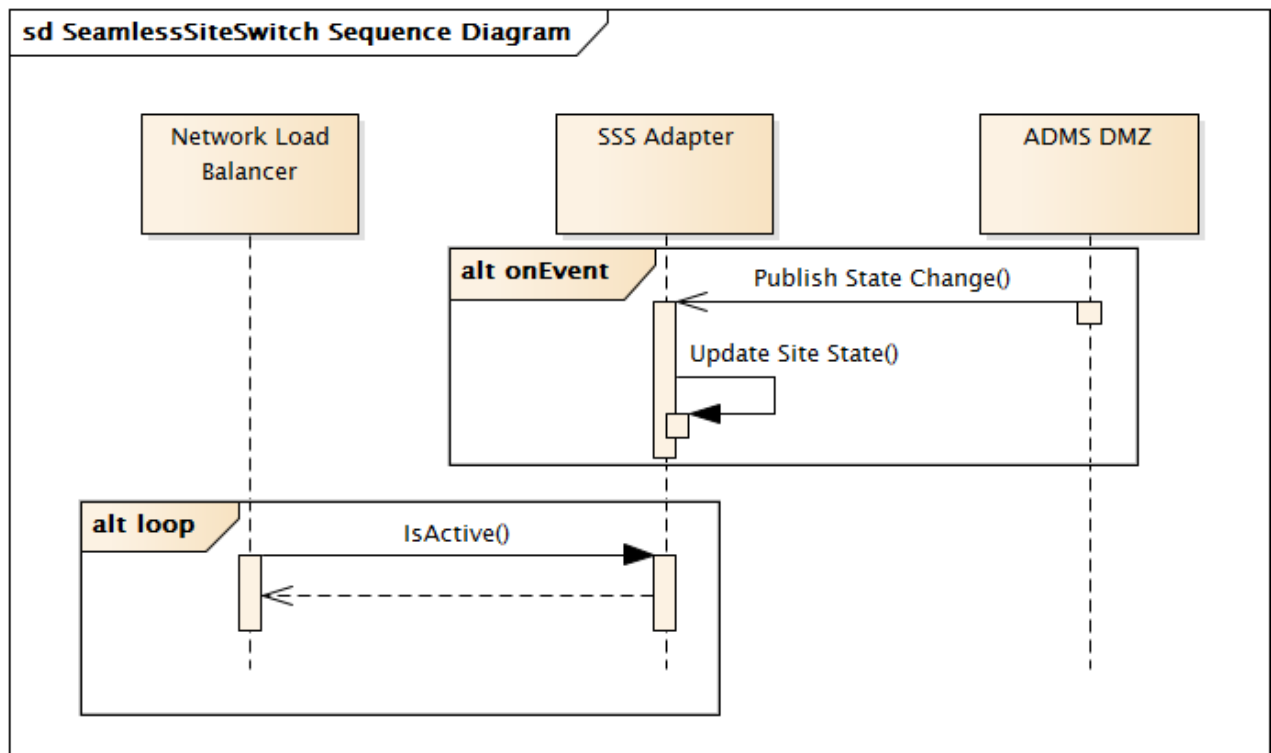 sd SeamlessSiteSwitch Sequence Diagram
Network Load
Balancer
SSS Adapter
ADMS DMZ
alt onEvent
Publish State Change()
Update Site State()
alt loop
IsActive()